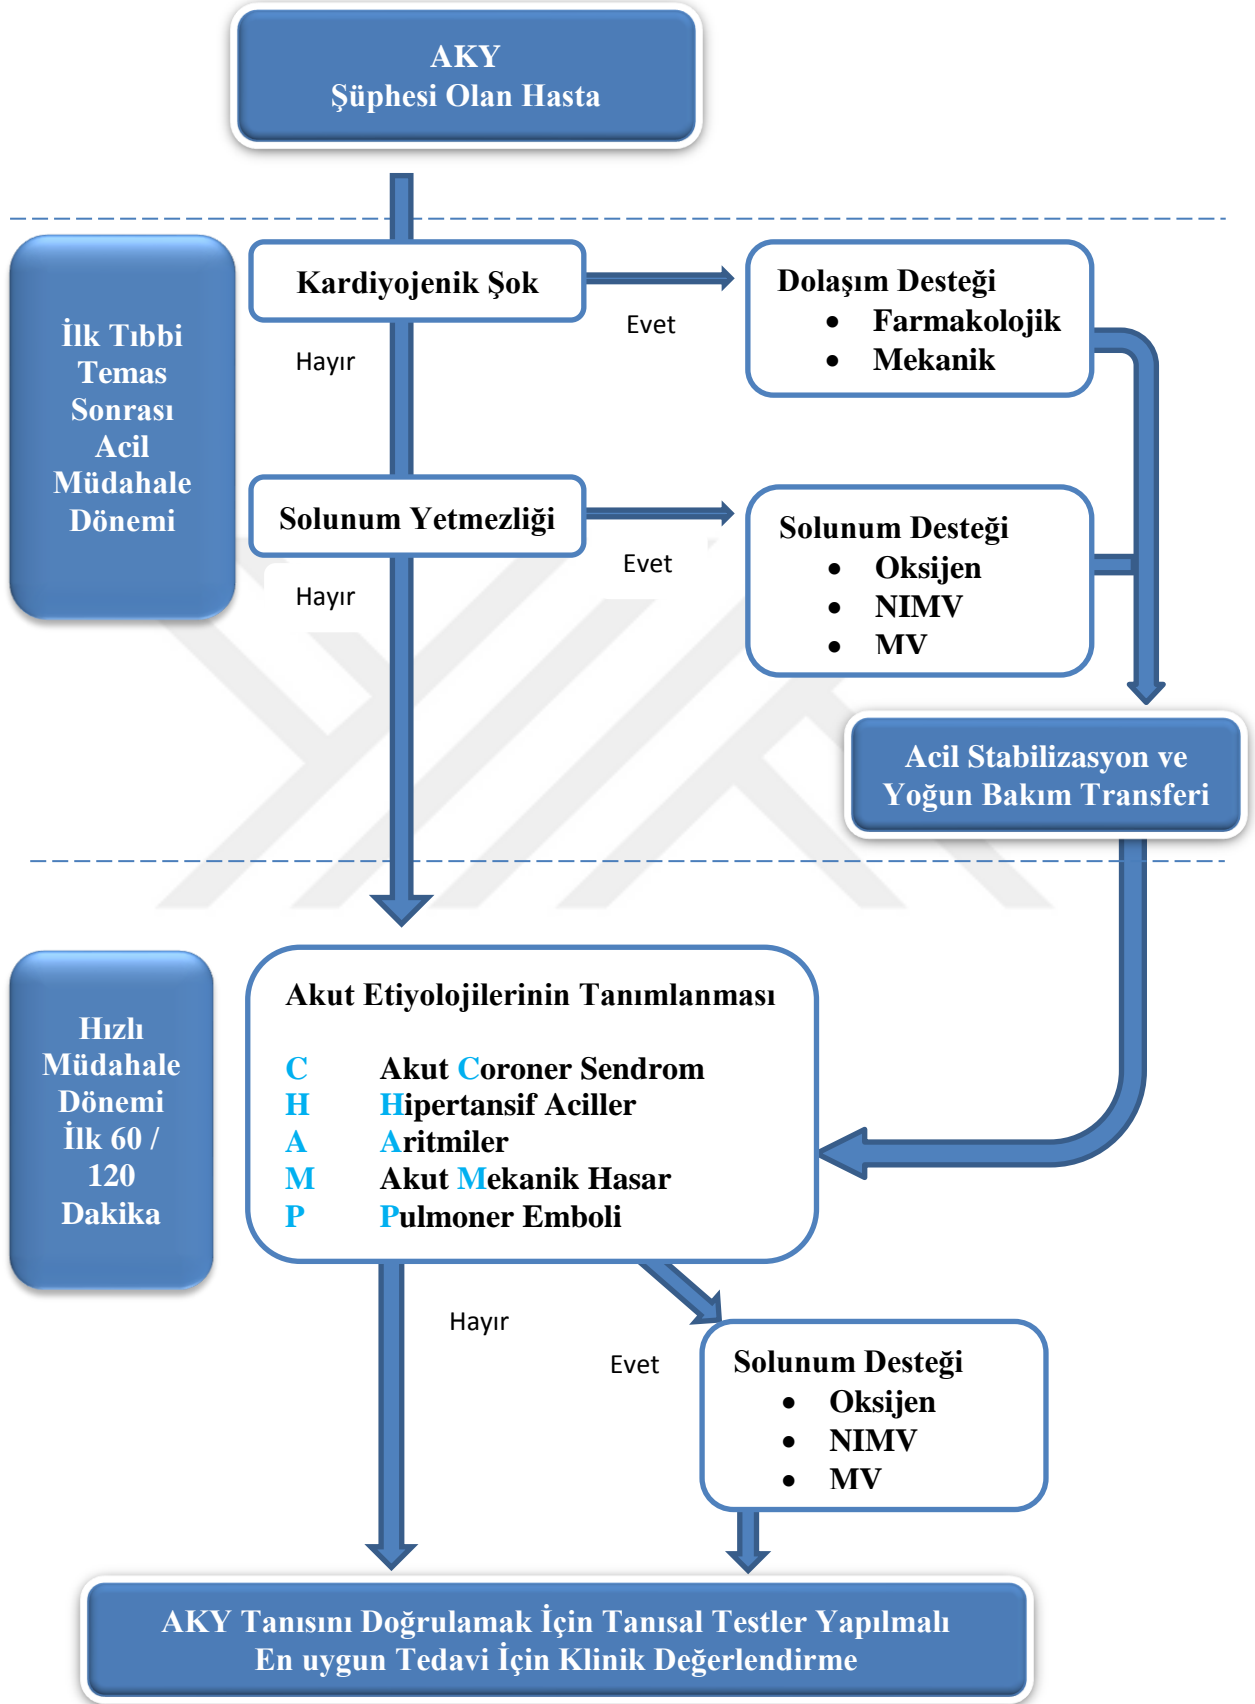 AKY
Şüphesi Olan Hasta
İlk Tıbbi
Temas
Sonrası
Acil
Müdahale
Dönemi
Kardiyojenik Şok
Evet
Hayır
Dolaşım Desteği
• Farmakolojik
• Mekanik
Solunum Yetmezliği
Evet
Hayır
Solunum Desteği
• Oksijen
• NIMV
• MV
Acil Stabilizasyon ve
Yoğun Bakım Transferi
Hızlı
Müdahale
Dönemi
İlk 60 /
120
Dakika
Akut Etiyolojilerinin Tanımlanması
C Akut Coroner Sendrom
H Hipertansif Aciller
A Aritmiler
M Akut Mekanik Hasar
P Pulmoner Emboli
Hayır
Evet
Solunum Desteği
• Oksijen
• NIMV
• MV
AKY Tanısını Doğrulamak İçin Tanısal Testler Yapılmalı
En uygun Tedavi İçin Klinik Değerlendirme